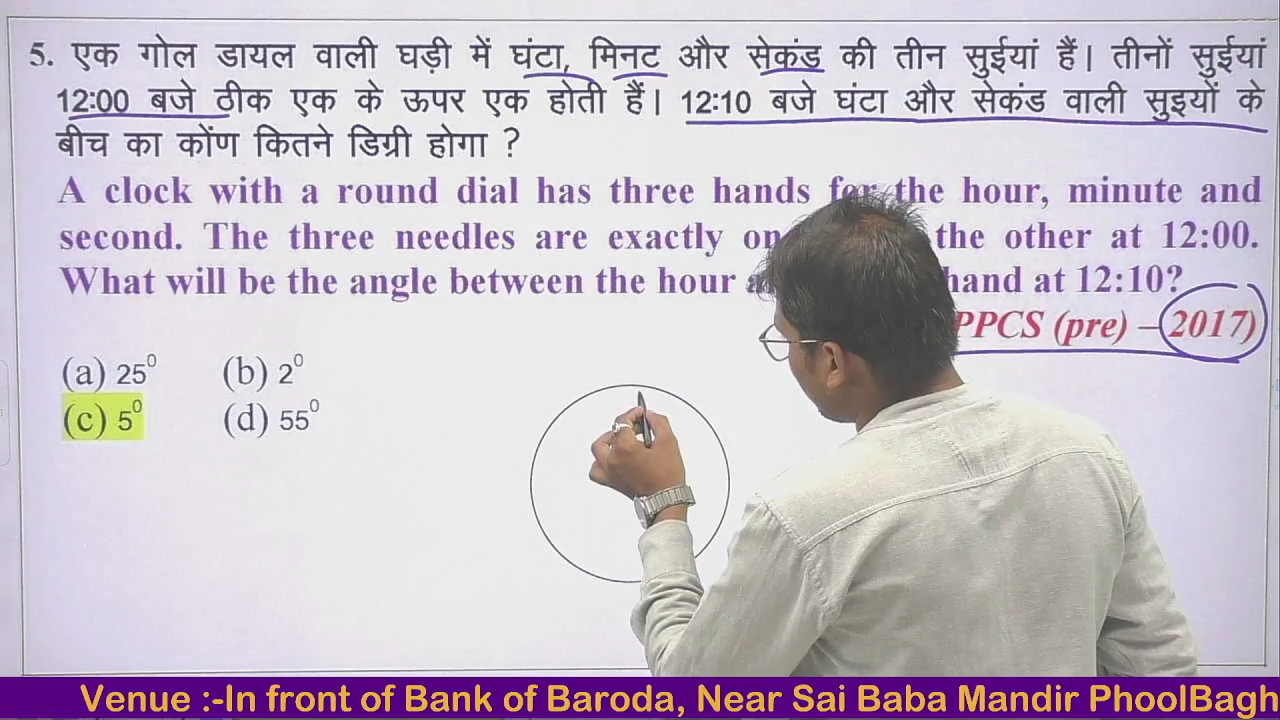 5. एक गोल डायल वाली घड़ी में घंटा, मिनट और सेकंड की तीन सुईयां हैं। तीनों सुईयां
12:00 बजे ठीक एक के ऊपर एक होती हैं। 12:10 बजे घंटा और सेकंड वाली सुइयों के
बीच का कोंण कितने डिग्री होगा ?
A clock with a round dial has three hands for the hour, minute and
second. The three needles are exactly on the other at 12:00.
What will be the angle between the hour hand at 12:10?
PPCS (pre) – 2017)
(a) 25⁰ (b) 2⁰
(c) 5⁰ (d) 55⁰
Venue :-In front of Bank of Baroda, Near Sai Baba Mandir PhoolBagh